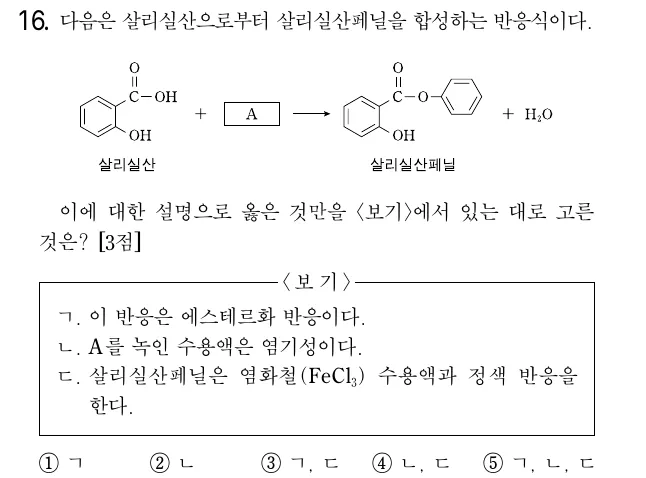 16. 다음은 살리실산으로부터 살리실산페닐을 합성하는 반응식이다.
O
C−OH
OH
살리실산
+
A
O
C−O
OH
살리실산페닐
+ H₂O
이에 대한 설명으로 옳은 것만을 〈보기〉에서 있는 대로 고른
것은? [3점]
〈보 기〉
ㄱ. 이 반응은 에스테르화 반응이다.
ㄴ. A를 녹인 수용액은 염기성이다.
ㄷ. 살리실산페닐은 염화철(FeCl₃) 수용액과 정색 반응을
한다.
① ㄱ ② ㄴ ③ ㄱ, ㄷ ④ ㄴ, ㄷ ⑤ ㄱ, ㄴ, ㄷ